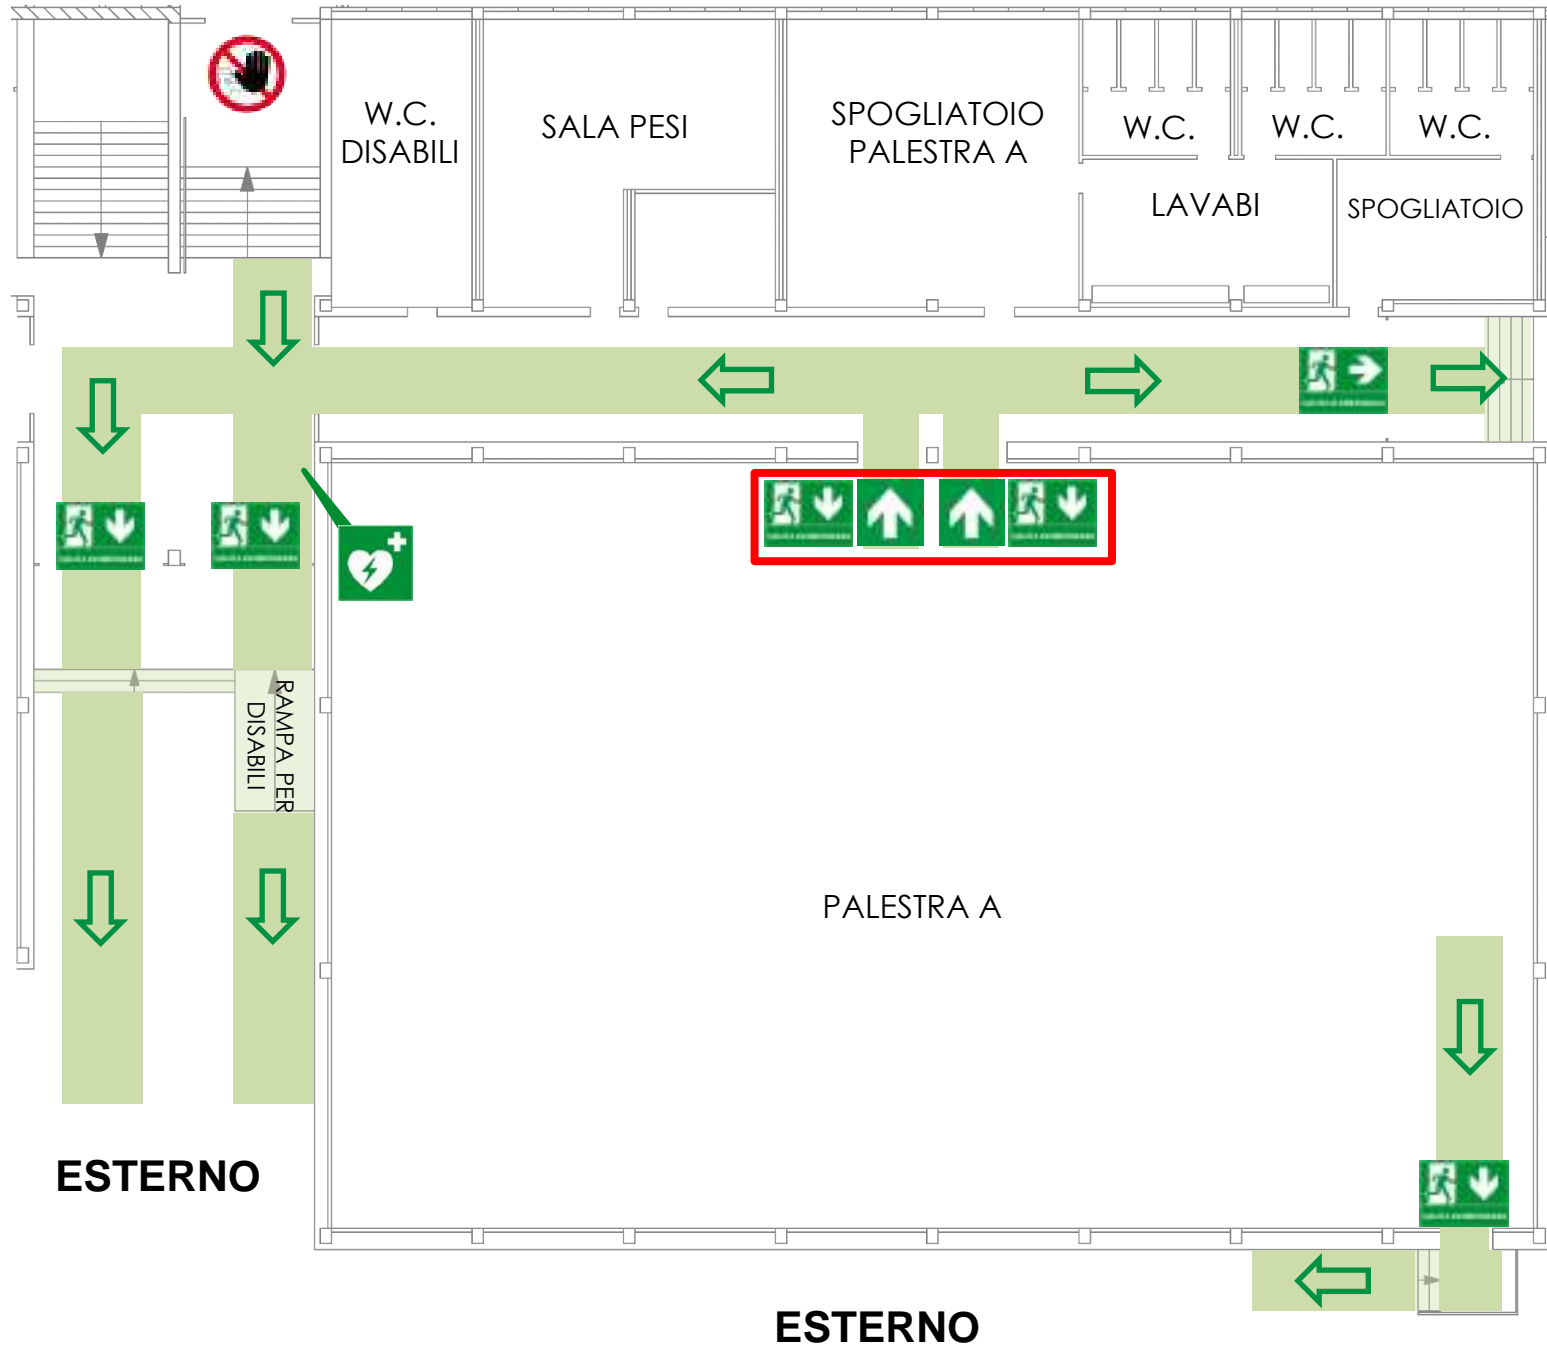 W.C.
DISABILI
SALA PESI
SPOGLIATOIO
PALESTRA A
W.C.
W.C.
W.C.
LAVABI
SPOGLIATOIO
RAMPA PER
DISABILI
PALESTRA A
ESTERNO
ESTERNO